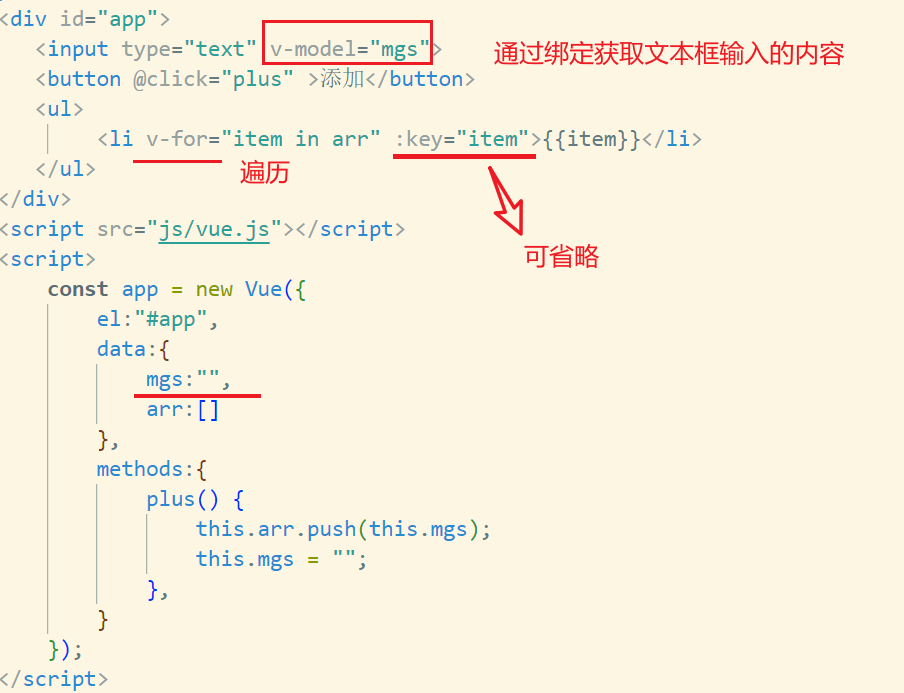 <div id="app">
<input type="text" v-model="mgs"> 通过绑定获取文本框输入的内容
<button @click="plus" >添加</button>
<ul>
<li v-for="item in arr" :key="item">{{item}}</li>
</ul> 遍历
</div>
<script src="js/vue.js"></script>
<script> 可省略
const app = new Vue({
el:"#app",
data:{
mgs:"",
arr:[]
},
methods:{
plus() {
this.arr.push(this.mgs);
this.mgs = "";
},
}
});
</script>